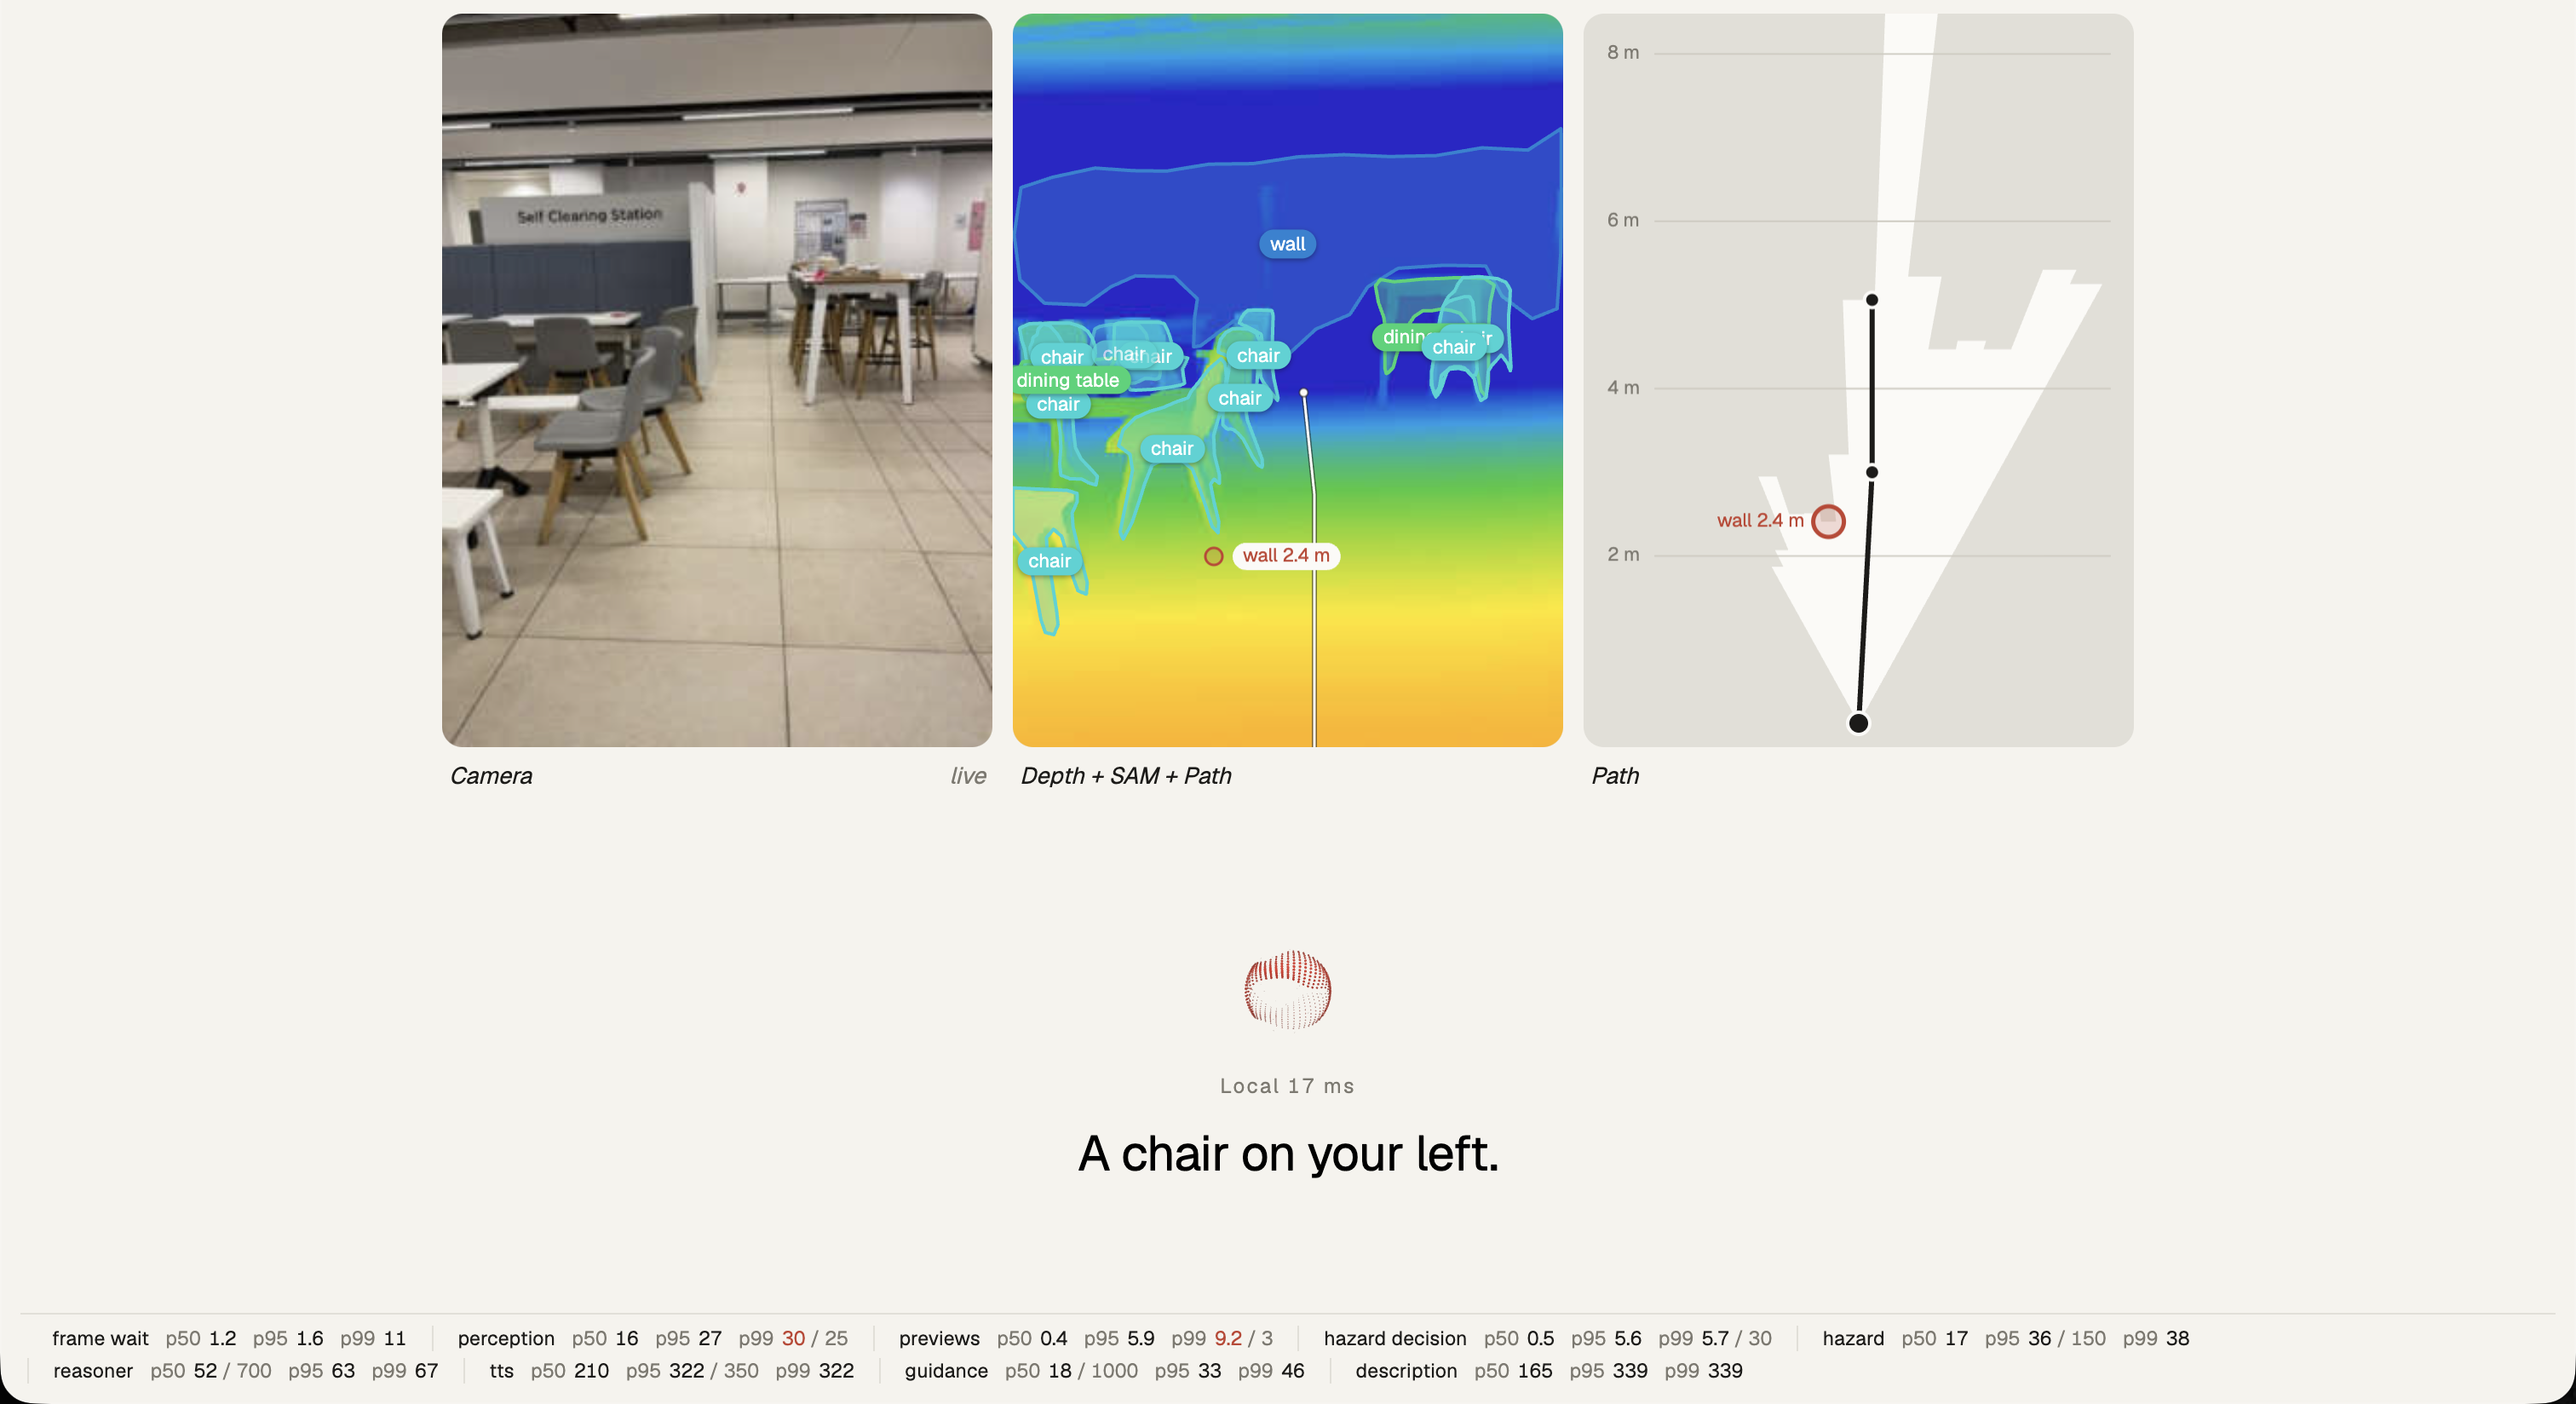 Self Clearing Station
8 m
6 m
4 m
2 m
wall
chair
chair
chair
dining table
chair
chair
chair
chair
chair
chair
wall 2.4 m
wall 2.4 m
Camera
live
Depth + SAM + Path
Path
Local 17 ms
A chair on your left.
frame wait p50 1.2 p95 1.6 p99 11 perception p50 16 p95 27 p99 30 / 25 previews p50 0.4 p95 5.9 p99 9.2 / 3 hazard decision p50 0.5 p95 5.6 p99 5.7 / 30 hazard p50 17 p95 36 / 150 p99 38
reasoner p50 52 / 700 p95 63 p99 67 tts p50 210 p95 322 / 350 p99 322 guidance p50 18 / 1000 p95 33 p99 46 description p50 165 p95 339 p99 339